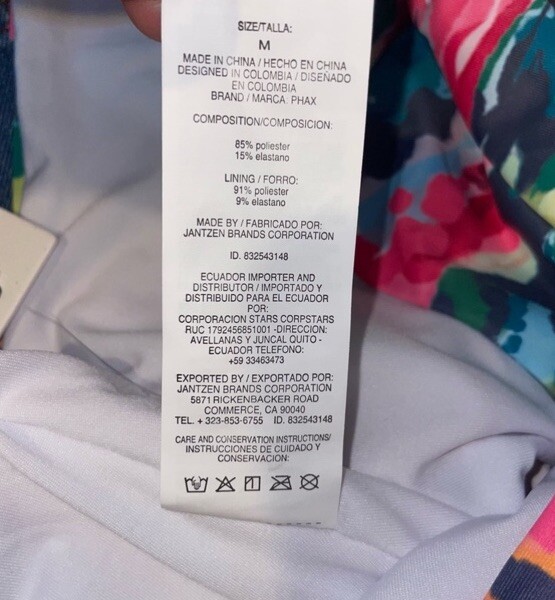 SIZE/TALLA:
M
MADE IN CHINA / HECHO EN CHINA
DESIGNED IN COLOMBIA / DISEÑADO
EN COLOMBIA
BRAND / MARCA: PHAX
COMPOSITION/COMPOSICION:
85% poliester
15% elastano
LINING / FORRO:
91% poliester
9% elastano
MADE BY / FABRICADO POR:
JANTZEN BRANDS CORPORATION
ID. 832543148
ECUADOR IMPORTER AND
DISTRIBUTOR / IMPORTADO Y
DISTRIBUIDO PARA EL ECUADOR
POR:
CORPORACION STARS CORPSTARS
RUC 1792456851001 -DIRECCION:
AVELLANAS Y JUNCAL QUITO -
ECUADOR TELEFONO:
+59 33463473
EXPORTED BY / EXPORTADO POR:
JANTZEN BRANDS CORPORATION
5871 RICKENBACKER ROAD
COMMERCE, CA 90040
TEL. + 323-853-6755 ID. 832543148
CARE AND CONSERVATION INSTRUCTIONS/
INSTRUCCIONES DE CUIDADO Y
CONSERVACION: